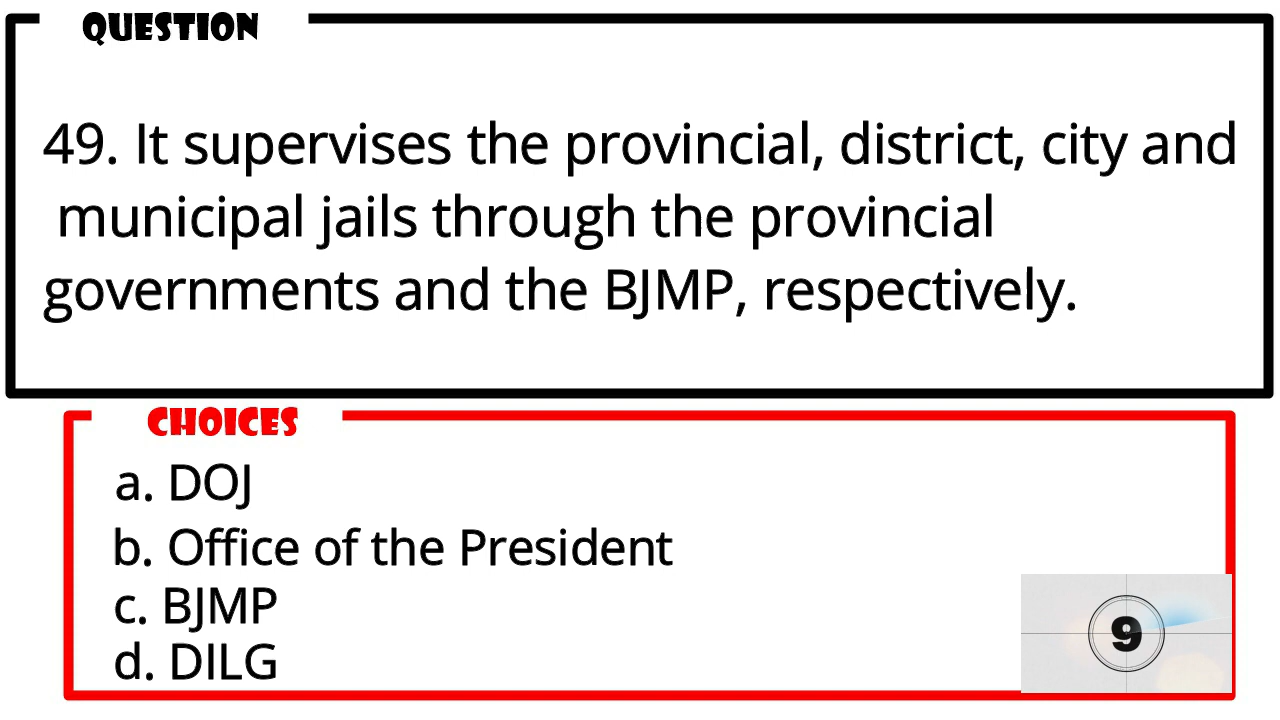 QUESTION
49. It supervises the provincial, district, city and
municipal jails through the provincial
governments and the BJMP, respectively.
CHOICES
a. DOJ
b. Office of the President
c. BJMP
d. DILG
9